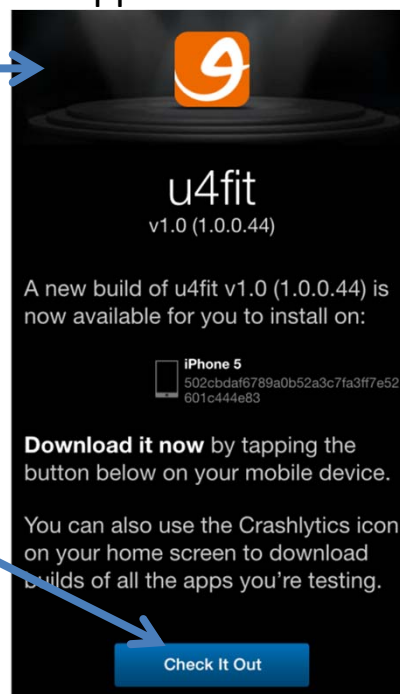 u4fit
v1.0 (1.0.0.44)
A new build of u4fit v1.0 (1.0.0.44) is
now available for you to install on:
iPhone 5
502cbdaf6789a0b52a3c7fa3ff7e52
601c444e83
Download it now by tapping the
button below on your mobile device.
You can also use the Crashlytics icon
on your home screen to download
builds of all the apps you’re testing.
Check It Out